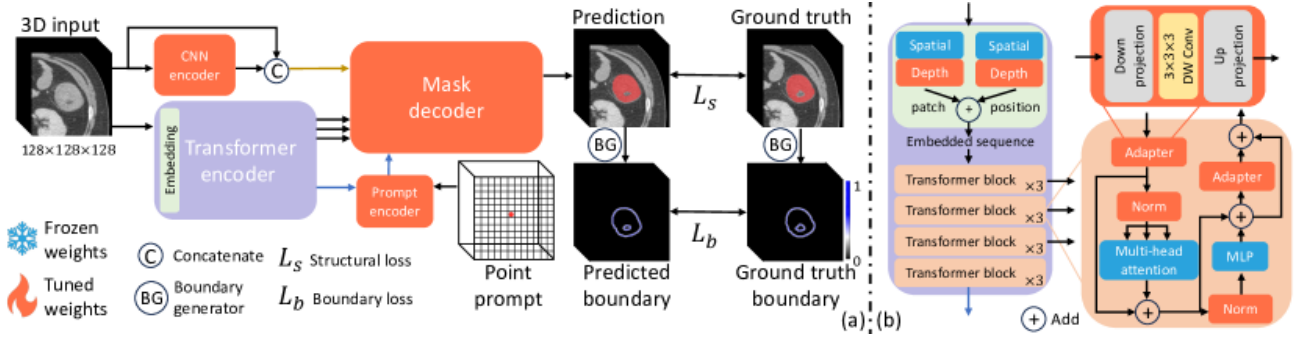 3D input
128×128×128
CNN
encoder
C
Embedding
Transformer
encoder
Mask
decoder
Prompt
encoder
Point
prompt
Prediction
Ground truth
L_s
BG
BG
1
0
L_b
Predicted
boundary
Ground truth
boundary
Frozen
weights
Tuned
weights
C Concatenate
BG Boundary
generator
L_s Structural loss
L_b Boundary loss
(a)
(b)
Spatial
Depth
Spatial
Depth
patch
position
+
Embedded sequence
Transformer block ×3
Transformer block ×3
Transformer block ×3
Transformer block ×3
+ Add
Down
projection
3×3×3
DW Conv
Up
projection
Adapter
Norm
Multi-head
attention
+
Norm
MLP
+
Adapter
+